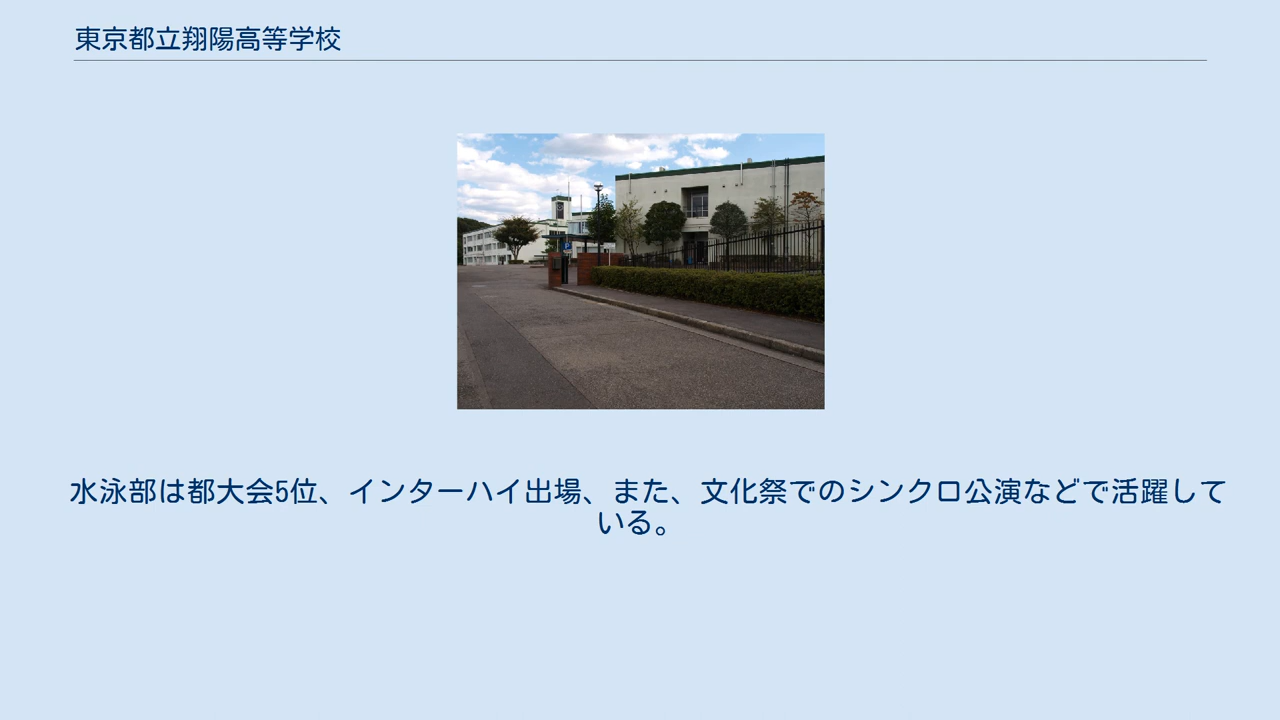 東京都立翔陽高等学校
水泳部は都大会5位、インターハイ出場、また、文化祭でのシンクロ公演などで活躍して
いる。